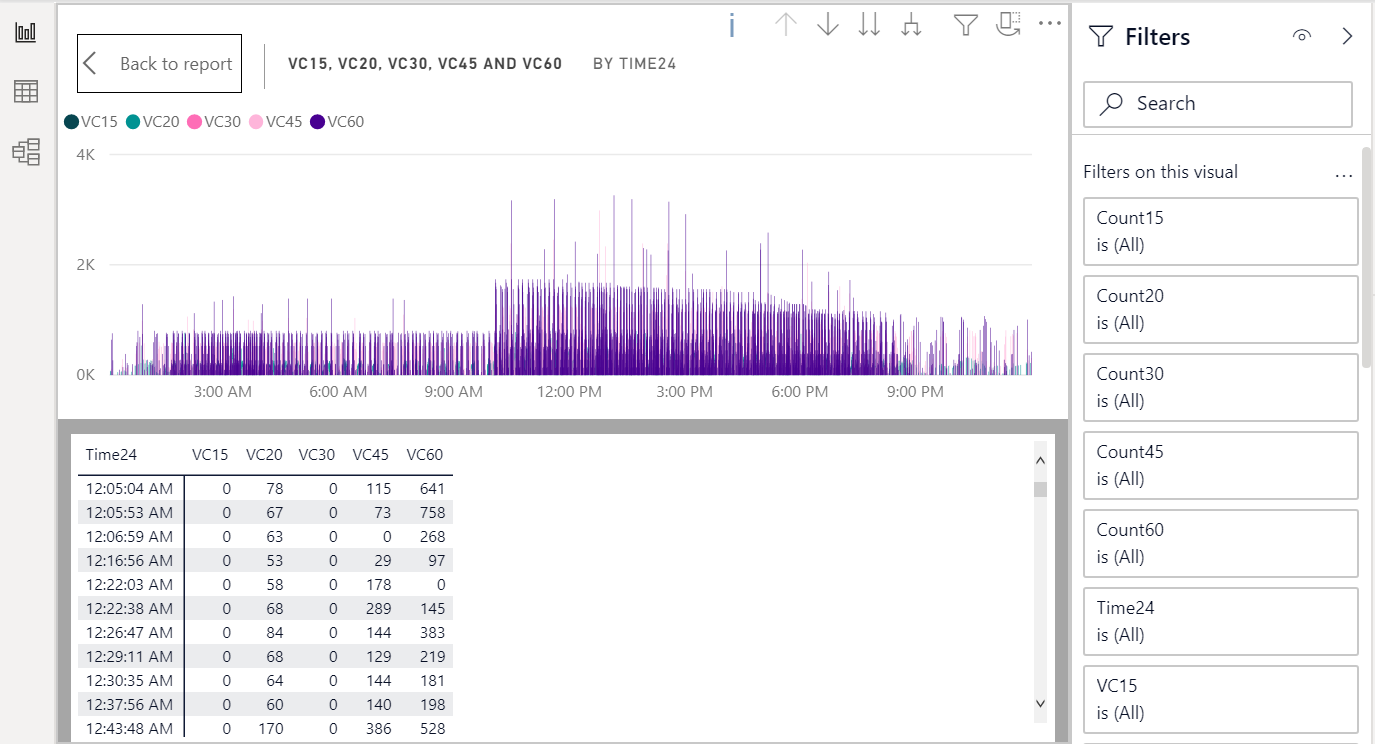 i
Back to report
VC15, VC20, VC30, VC45 AND VC60 BY TIME24
VC15 VC20 VC30 VC45 VC60
4K
2K
0K
3:00 AM 6:00 AM 9:00 AM 12:00 PM 3:00 PM 6:00 PM 9:00 PM
Time24 VC15 VC20 VC30 VC45 VC60
12:05:04 AM 0 78 0 115 641
12:05:53 AM 0 67 0 73 758
12:06:59 AM 0 63 0 0 268
12:16:56 AM 0 53 0 29 97
12:22:03 AM 0 58 0 178 0
12:22:38 AM 0 68 0 289 145
12:26:47 AM 0 84 0 144 383
12:29:11 AM 0 68 0 129 219
12:30:35 AM 0 64 0 144 181
12:37:56 AM 0 60 0 140 198
12:43:48 AM 0 170 0 386 528
Filters
Search
Filters on this visual
Count15
is (All)
Count20
is (All)
Count30
is (All)
Count45
is (All)
Count60
is (All)
Time24
is (All)
VC15
is (All)